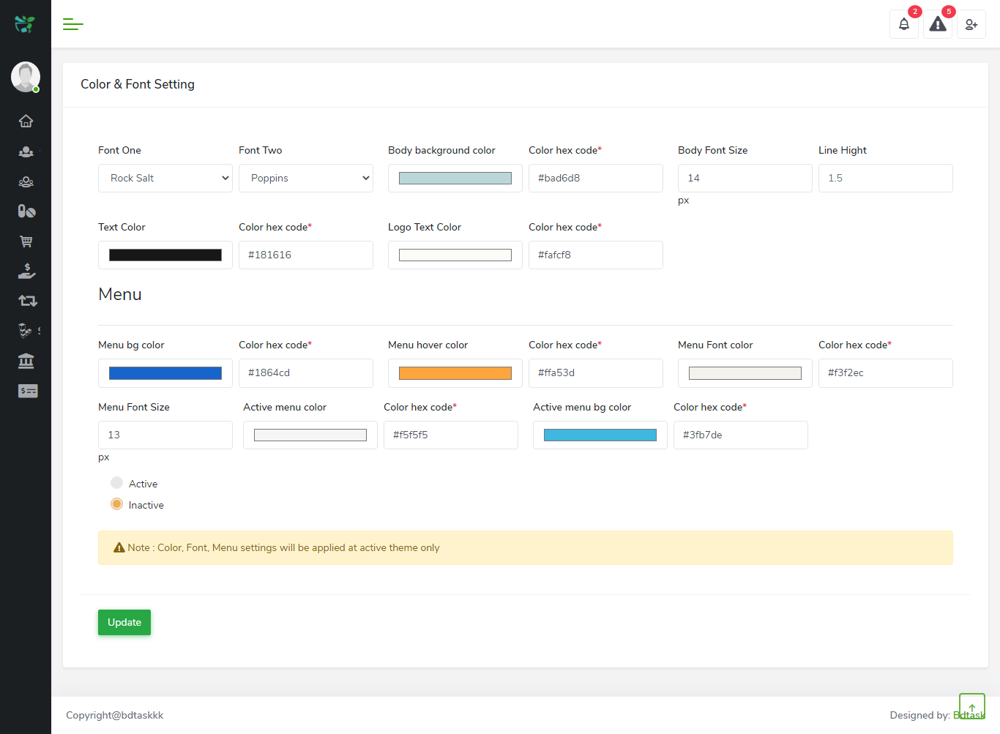 2
5
Color & Font Setting
Font One
Font Two
Body background color
Color hex code*
Body Font Size
Line Hight
Rock Salt
Poppins
#bad6d8
14
1.5
px
Text Color
Color hex code*
Logo Text Color
Color hex code*
#181616
#fafcf8
Menu
Menu bg color
Color hex code*
Menu hover color
Color hex code*
Menu Font color
Color hex code*
#1864cd
#ffa53d
#f3f2ec
Menu Font Size
Active menu color
Color hex code*
Active menu bg color
Color hex code*
13
#f5f5f5
#3fb7de
px
Active
Inactive
Note : Color, Font, Menu settings will be applied at active theme only
Update
Copyright@bdtaskkk
Designed by: Bdtask